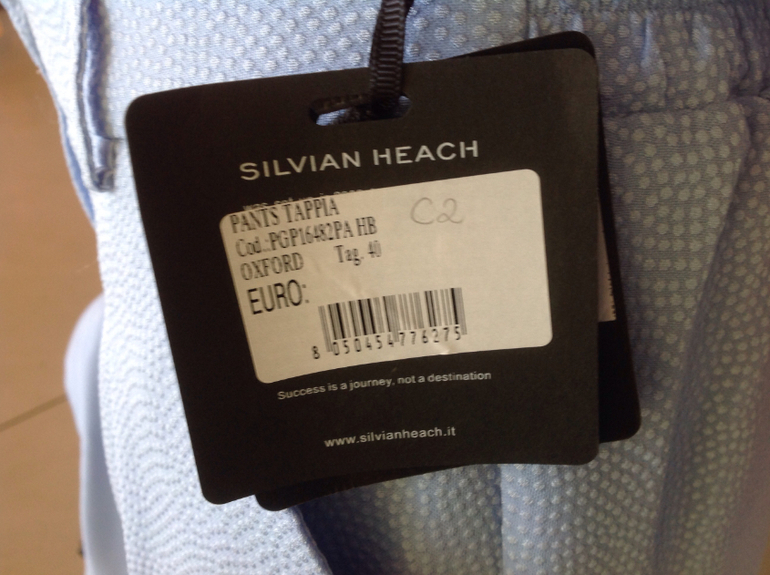 SILVIAN HEACH
PANTS TAPPIA
C2
Cod.:PGP16482PA HB
OXFORD Tag. 40
EURO:
8 050454 776275
Success is a journey, not a destination
www.silvianheach.it